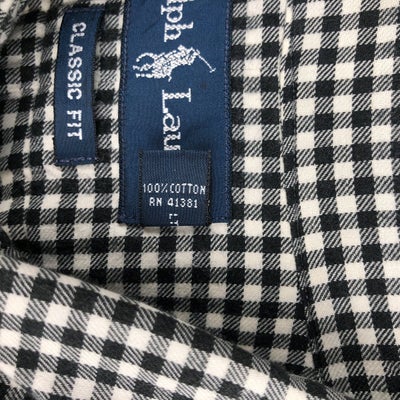 CLASSIC FIT
lph
Lau
100% COTTON
RN 41381